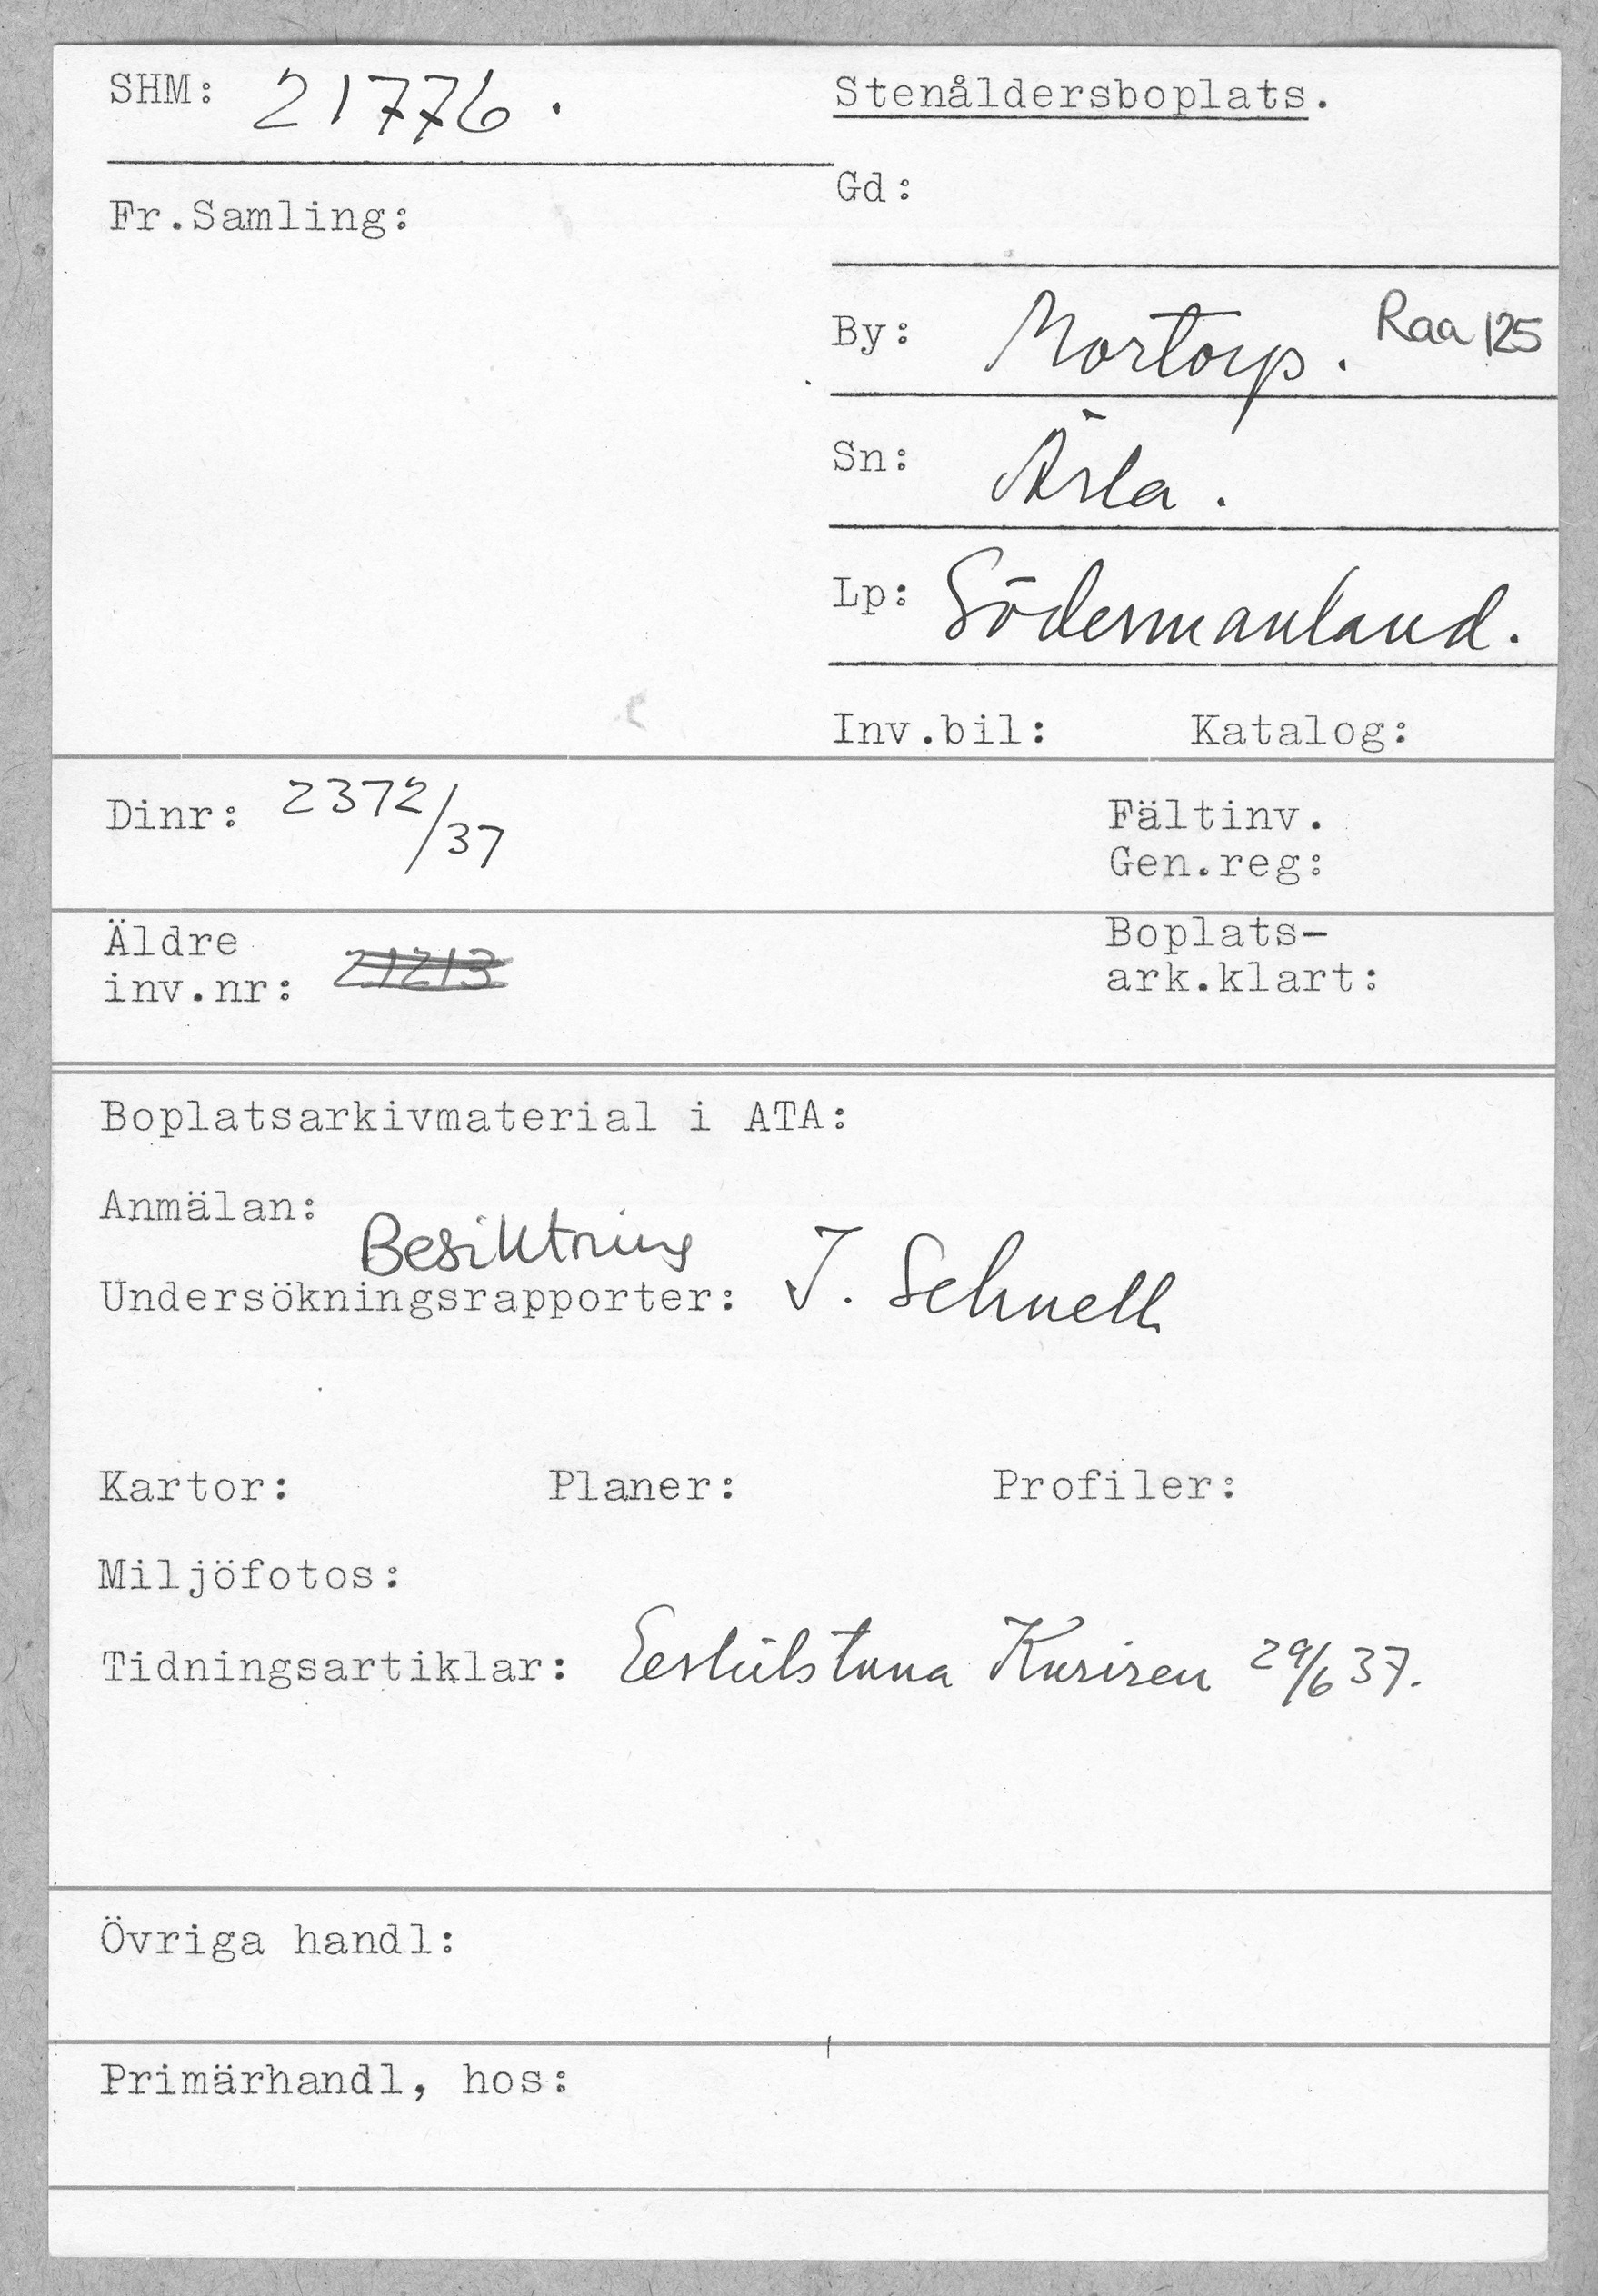 SHM: 21776.
Stenåldersboplats.
Fr.Samling:
Gd:
By: Mortorp. Raa 125
Sn: Ärla.
Lp: Södermanland.
Inv.bil: Katalog:
Dinr: 2372/37
Fältinv.
Gen.reg:
Äldre
inv.nr: 21213
Boplats-
ark.klart:
Boplatsarkivmaterial i ATA:
Anmälan:
Besiktning
Undersökningsrapporter: I. Schnell
Kartor: Planer: Profiler:
Miljöfotos:
Tidningsartiklar: Eskilstuna Kuriren 29/6 37.
Övriga handl:
Primärhandl, hos: